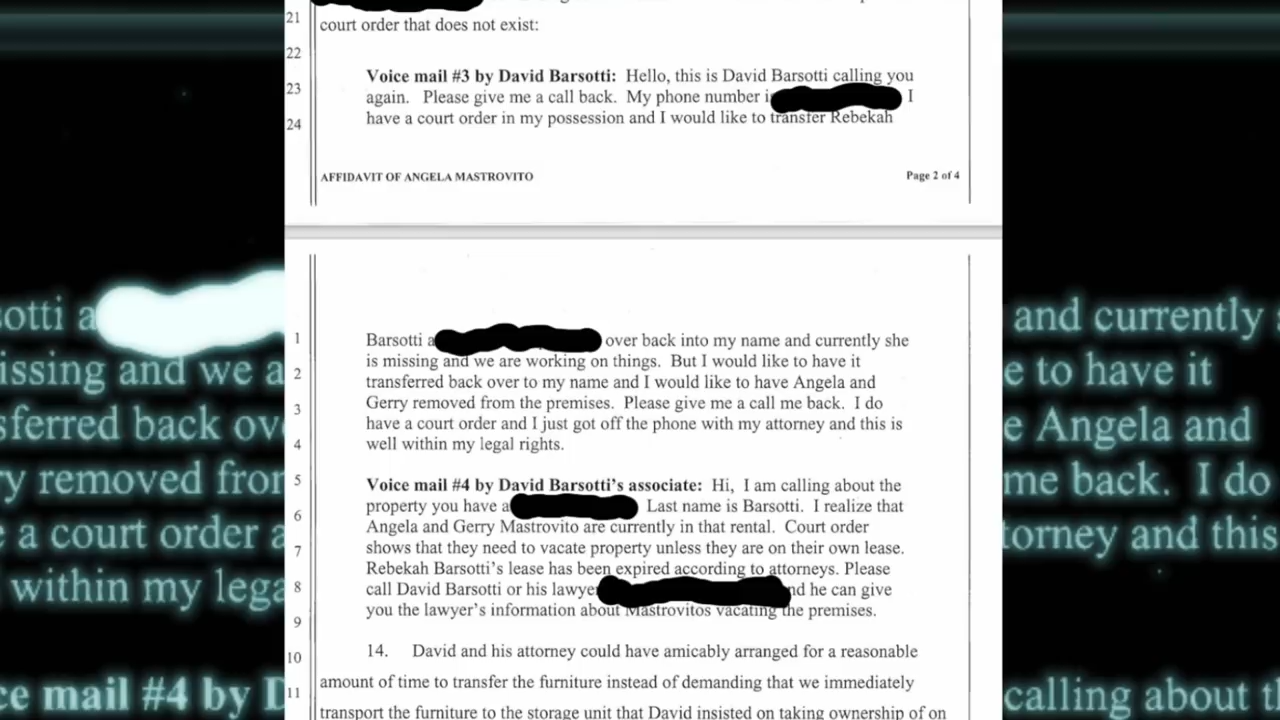 21
court order that does not exist:
22
Voice mail #3 by David Barsotti: Hello, this is David Barsotti calling you
23
again. Please give me a call back. My phone number i I
24
have a court order in my possession and I would like to transfer Rebekah
AFFIDAVIT OF ANGELA MASTROVITO
Page 2 of 4
1
Barsotti a over back into my name and currently she
is missing and we are working on things. But I would like to have it
2
transferred back over to my name and I would like to have Angela and
3
Gerry removed from the premises. Please give me a call me back. I do
have a court order and I just got off the phone with my attorney and this is
4
well within my legal rights.
5
Voice mail #4 by David Barsotti's associate: Hi, I am calling about the
property you have a Last name is Barsotti. I realize that
6
Angela and Gerry Mastrovito are currently in that rental. Court order
7
shows that they need to vacate property unless they are on their own lease.
Rebekah Barsotti's lease has been expired according to attorneys. Please
8
call David Barsotti or his lawye nd he can give
you the lawyer's information about Mastrovitos vacating the premises.
9
10
14. David and his attorney could have amicably arranged for a reasonable
11
amount of time to transfer the furniture instead of demanding that we immediately
transport the furniture to the storage unit that David insisted on taking ownership of on
sotti a
issing and we a
sferred back ov
y removed fror
a court order a
within my lega
ce mail #4 by D
and currently
e to have it
e Angela and
me back. I do
torney and this
calling about th